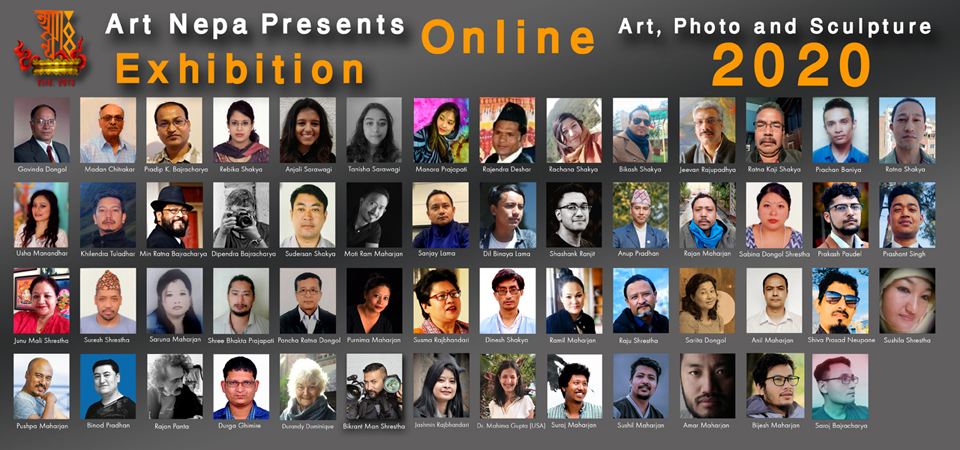 Art Nepa Presents
Exhibition
Online
Art, Photo and Sculpture
2020
Govinda Dongol
Madan Chitrakar
Pradip K. Bajracharya
Rebika Shakya
Anjali Sarawagi
Tanisha Sarawagi
Manora Prajapati
Rajendra Deshar
Rachana Shakya
Bikash Shakya
Jeevan Rajupadhya
Ratna Kaji Shakya
Prachan Baniya
Ratna Shakya
Usha Manandhar
Khilendra Tuladhar
Min Ratna Bajracharya
Dipendra Bajracharya
Sudersan Shakya
Moti Ram Maharjan
Sanjay Lama
Dil Binaya Lama
Shashank Ranjit
Anup Pradhan
Rajan Maharjan
Sabina Dongol Shrestha
Prakash Paudel
Prashant Singh
Junu Mali Shrestha
Suresh Shrestha
Saruna Maharjan
Shree Bhakta Prajapati
Pancha Ratna Dongol
Purnima Maharjan
Susma Rajbhandari
Dinesh Shakya
Ramil Maharjan
Raju Shrestha
Sarita Dongol
Anil Maharjan
Shiva Prasad Neupane
Sushila Shrestha
Pushpa Maharjan
Binod Pradhan
Rajan Panta
Durga Ghimire
Durandy Dominique
Bikrant Man Shrestha
Jashmin Rajbhandari
Dr. Mahima Gupta (USA)
Suraj Maharjan
Sushil Maharjan
Amar Maharjan
Bijesh Maharjan
Saroj Bajracharya